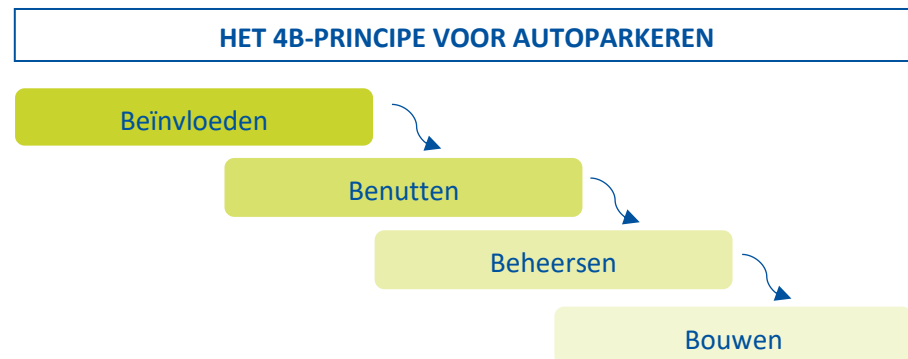 HET 4B-PRINCIPE VOOR AUTOPARKEREN
Beïnvloeden
Benutten
Beheersen
Bouwen